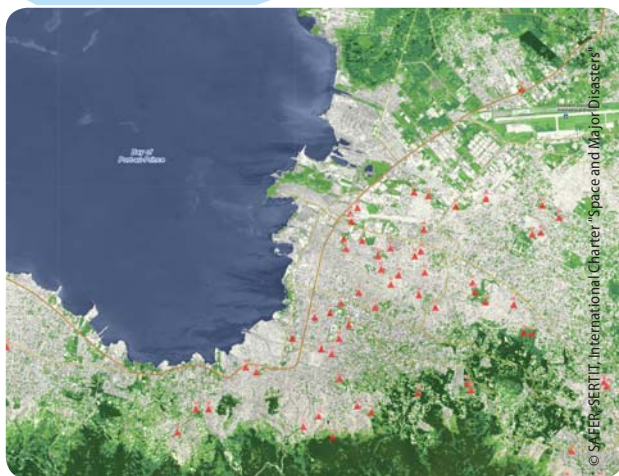 Bay of
Port-au-Prince
© SAFER, SERTIT, International Charter "Space and Major Disasters"